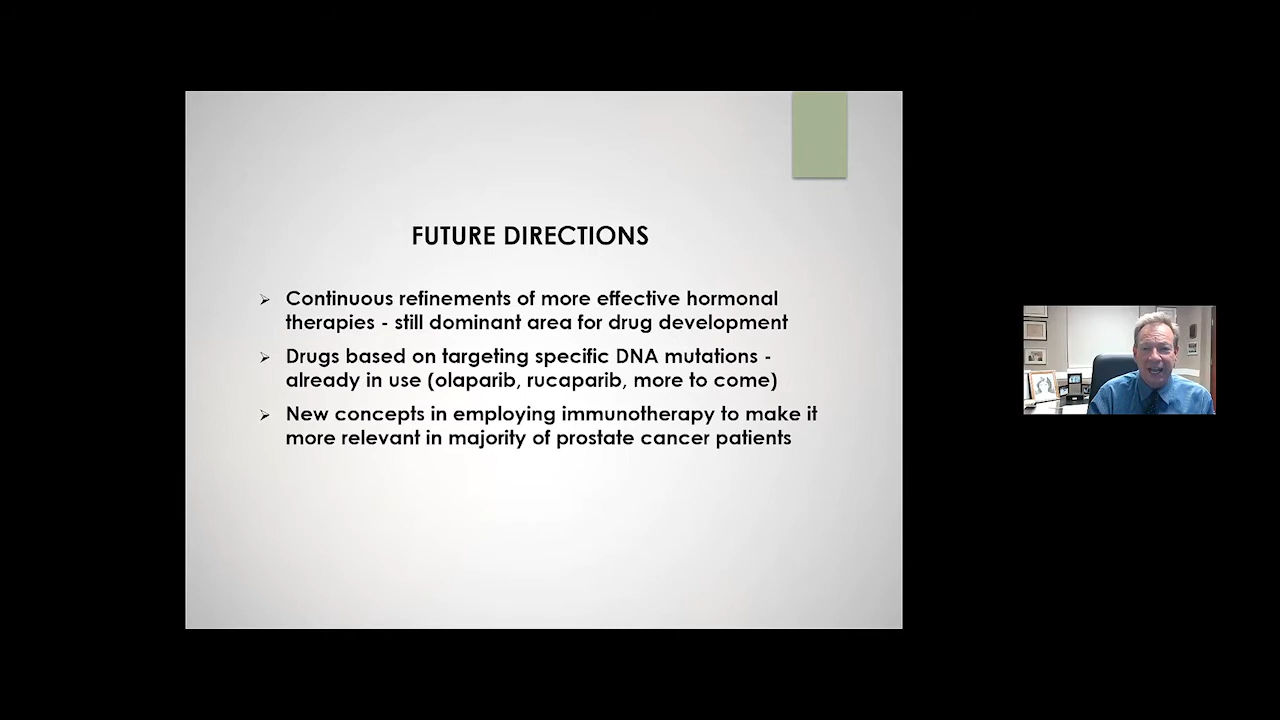 FUTURE DIRECTIONS
➢ Continuous refinements of more effective hormonal
therapies - still dominant area for drug development
➢ Drugs based on targeting specific DNA mutations -
already in use (olaparib, rucaparib, more to come)
➢ New concepts in employing immunotherapy to make it
more relevant in majority of prostate cancer patients